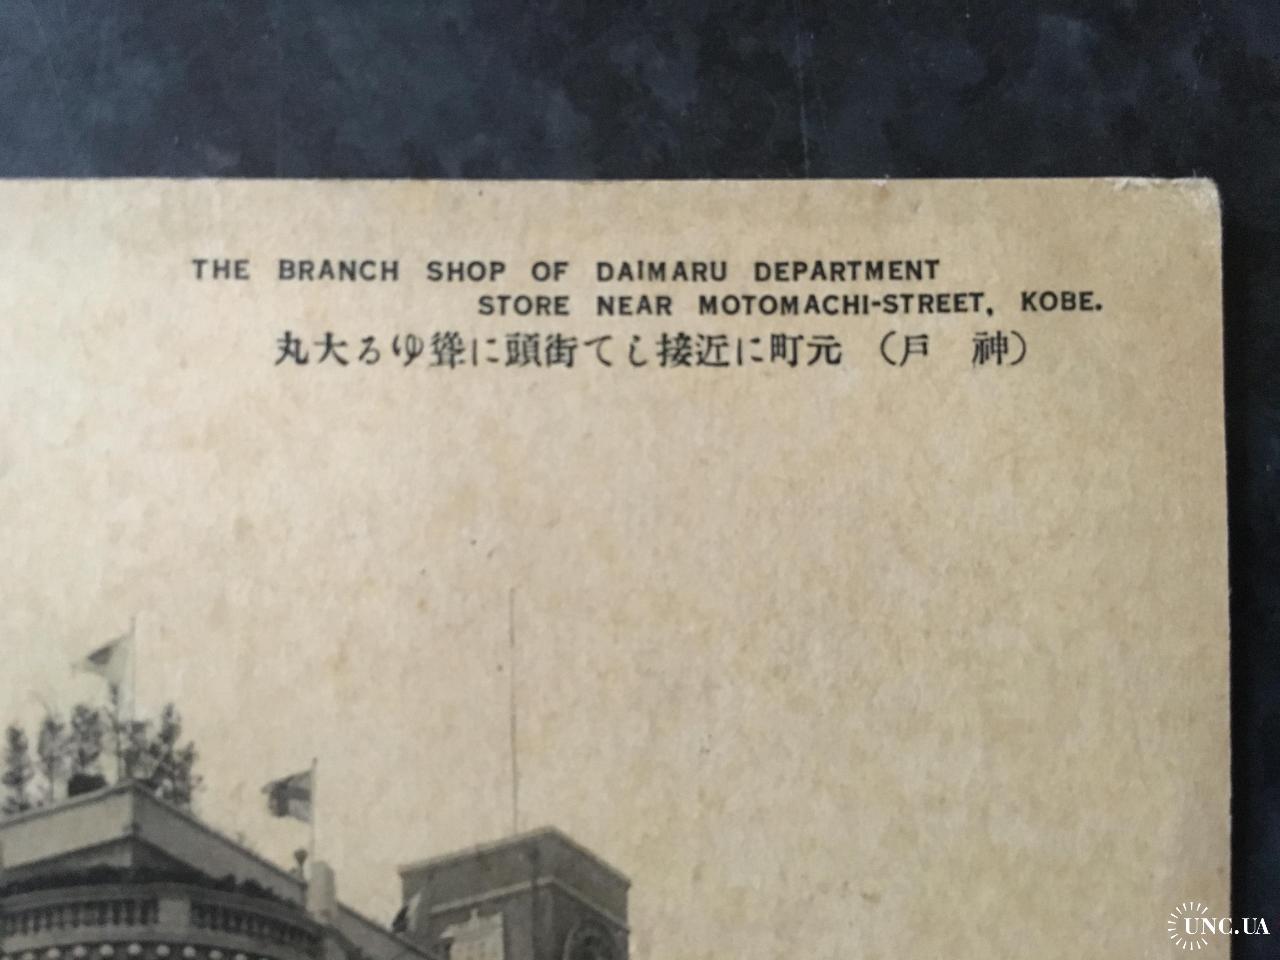 THE BRANCH SHOP OF DAIMARU DEPARTMENT
STORE NEAR MOTOMACHI-STREET, KOBE.
（神　戸）元町に近接して街頭に聳ゆる大丸
UNC.UA